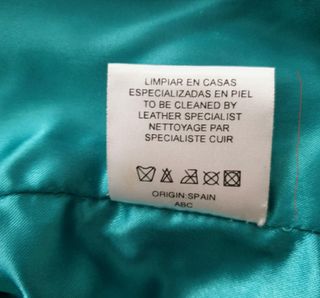 LIMPIAR EN CASAS
ESPECIALIZADAS EN PIEL
TO BE CLEANED BY
LEATHER SPECIALIST
NETTOYAGE PAR
SPECIALISTE CUIR
ORIGIN:SPAIN
ABC